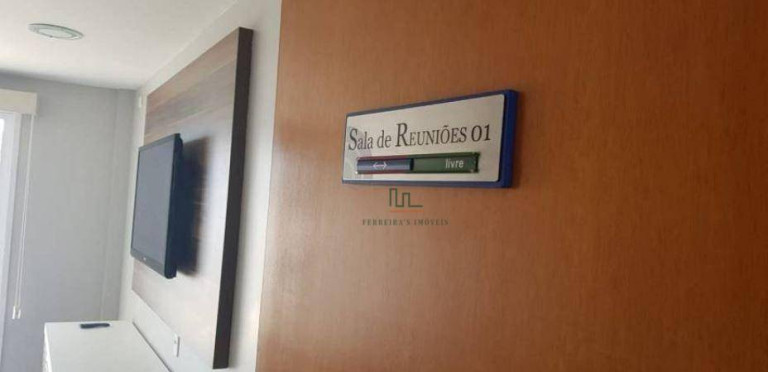 Sala de REUNIÕES 01
↔ livre
FERREIRA'S IMÓVEIS